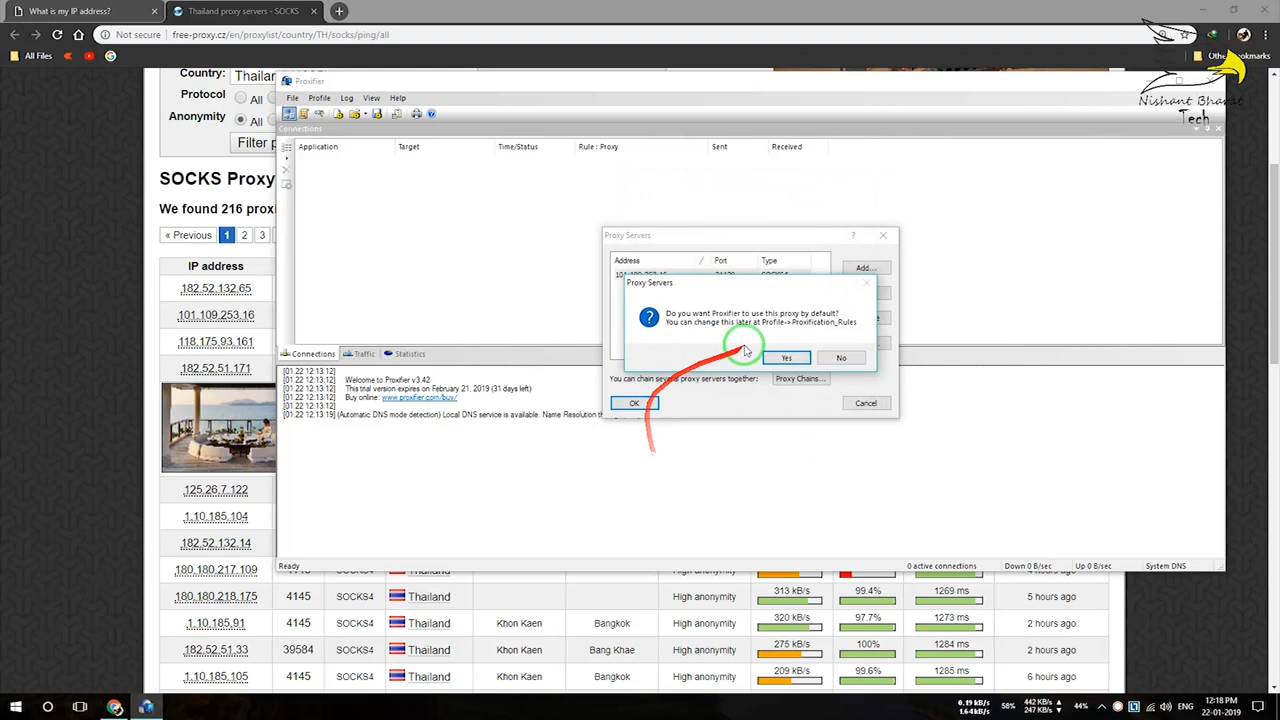 What is my IP address?
Thailand proxy servers - SOCKS
Not secure
free-proxy.cz/en/proxylist/country/TH/socks/ping/all
All Files
Other Bookmarks
Nishant Bharat
Tech
Country:
Thailand
Protocol
All
Anonymity
All
Filter p
SOCKS Proxy
We found 216 proxi
« Previous
1
2
3
IP address
182.52.132.65
101.109.253.16
118.175.93.161
182.52.51.171
125.26.7.122
1.10.185.104
182.52.132.14
180.180.217.109
High anonymity
180.180.218.175 4145 SOCKS4 Thailand High anonymity 313 kB/s 99.4% 1269 ms 5 hours ago
1.10.185.91 4145 SOCKS4 Thailand Khon Kaen Bangkok High anonymity 320 kB/s 97.7% 1273 ms 2 hours ago
182.52.51.33 39584 SOCKS4 Thailand Khon Kaen Bang Khae High anonymity 275 kB/s 100% 1284 ms 2 hours ago
1.10.185.105 4145 SOCKS4 Thailand Khon Kaen Bangkok High anonymity 209 kB/s 99.6% 1285 ms 6 hours ago
Proxifier
File Profile Log View Help
Connections
Application Target Time/Status Rule : Proxy Sent Received
Proxy Servers
Address / Port Type
Add...
Proxy Servers
Do you want Proxifier to use this proxy by default?
You can change this later at Profile->Proxification_Rules
Yes
No
You can chain several proxy servers together:
Proxy Chains...
OK
Cancel
Connections Traffic Statistics
[01.22 12:13:12]
[01.22 12:13:12] Welcome to Proxifier v3.42
[01.22 12:13:12] This trial version expires on February 21. 2019 (31 days left)
[01.22 12:13:12] Buy online: www.proxifier.com/buy/
[01.22 12:13:12]
[01.22 12:13:19] (Automatic DNS mode detection) Local DNS service is available. Name Resolution
Ready
0 active connections
Down 0 B/sec
Up 0 B/sec
System DNS
0.19 kB/s
1.64 kB/s
58%
442 KB/s
247 KB/s
44%
ENG
12:18 PM
22-01-2019